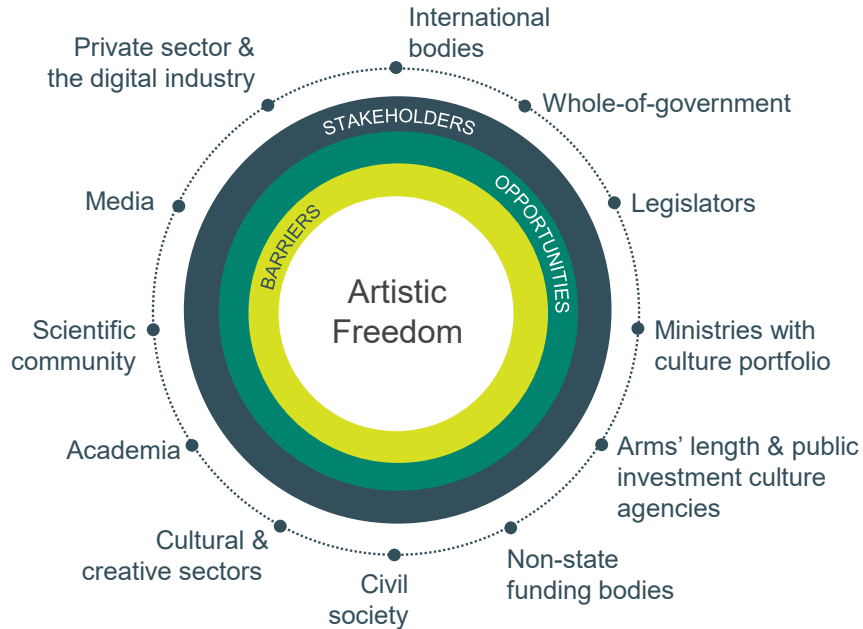 International
bodies
Private sector &
the digital industry
Whole-of-government
STAKEHOLDERS
OPPORTUNITIES
BARRIERS
Media
Legislators
Artistic
Freedom
Scientific
community
Ministries with
culture portfolio
Academia
Arms’ length & public
investment culture
agencies
Cultural &
creative sectors
Civil
society
Non-state
funding bodies